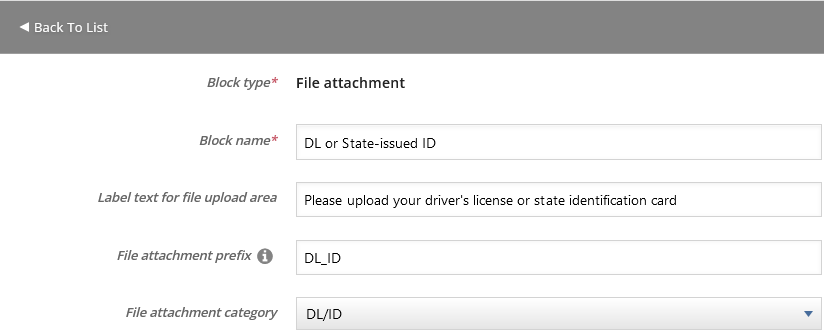 Back To List
Block type* File attachment
Block name* DL or State-issued ID
Label text for file upload area Please upload your driver's license or state identification card
File attachment prefix DL_ID
File attachment category DL/ID